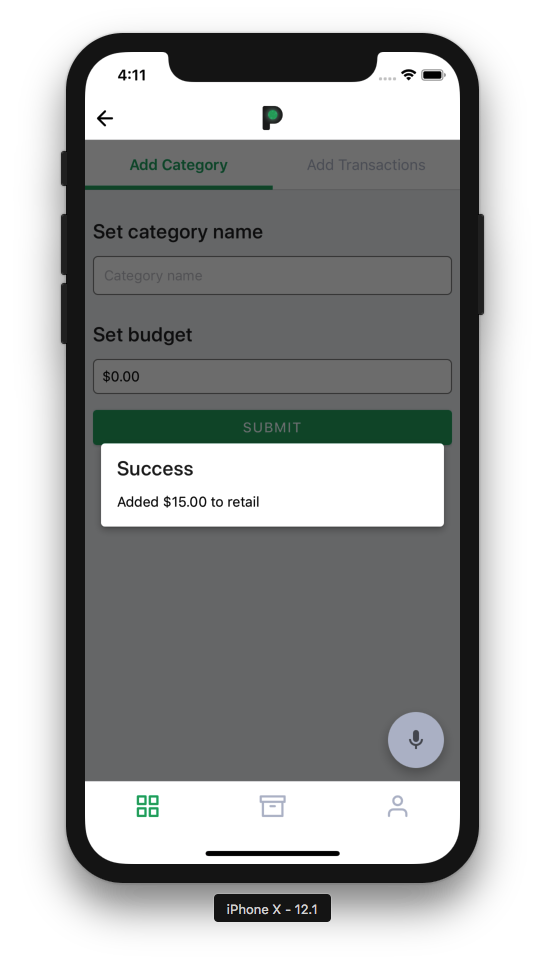 4:11
P
Add Category
Add Transactions
Set category name
Category name
Set budget
$0.00
SUBMIT
Success
Added $15.00 to retail
iPhone X - 12.1